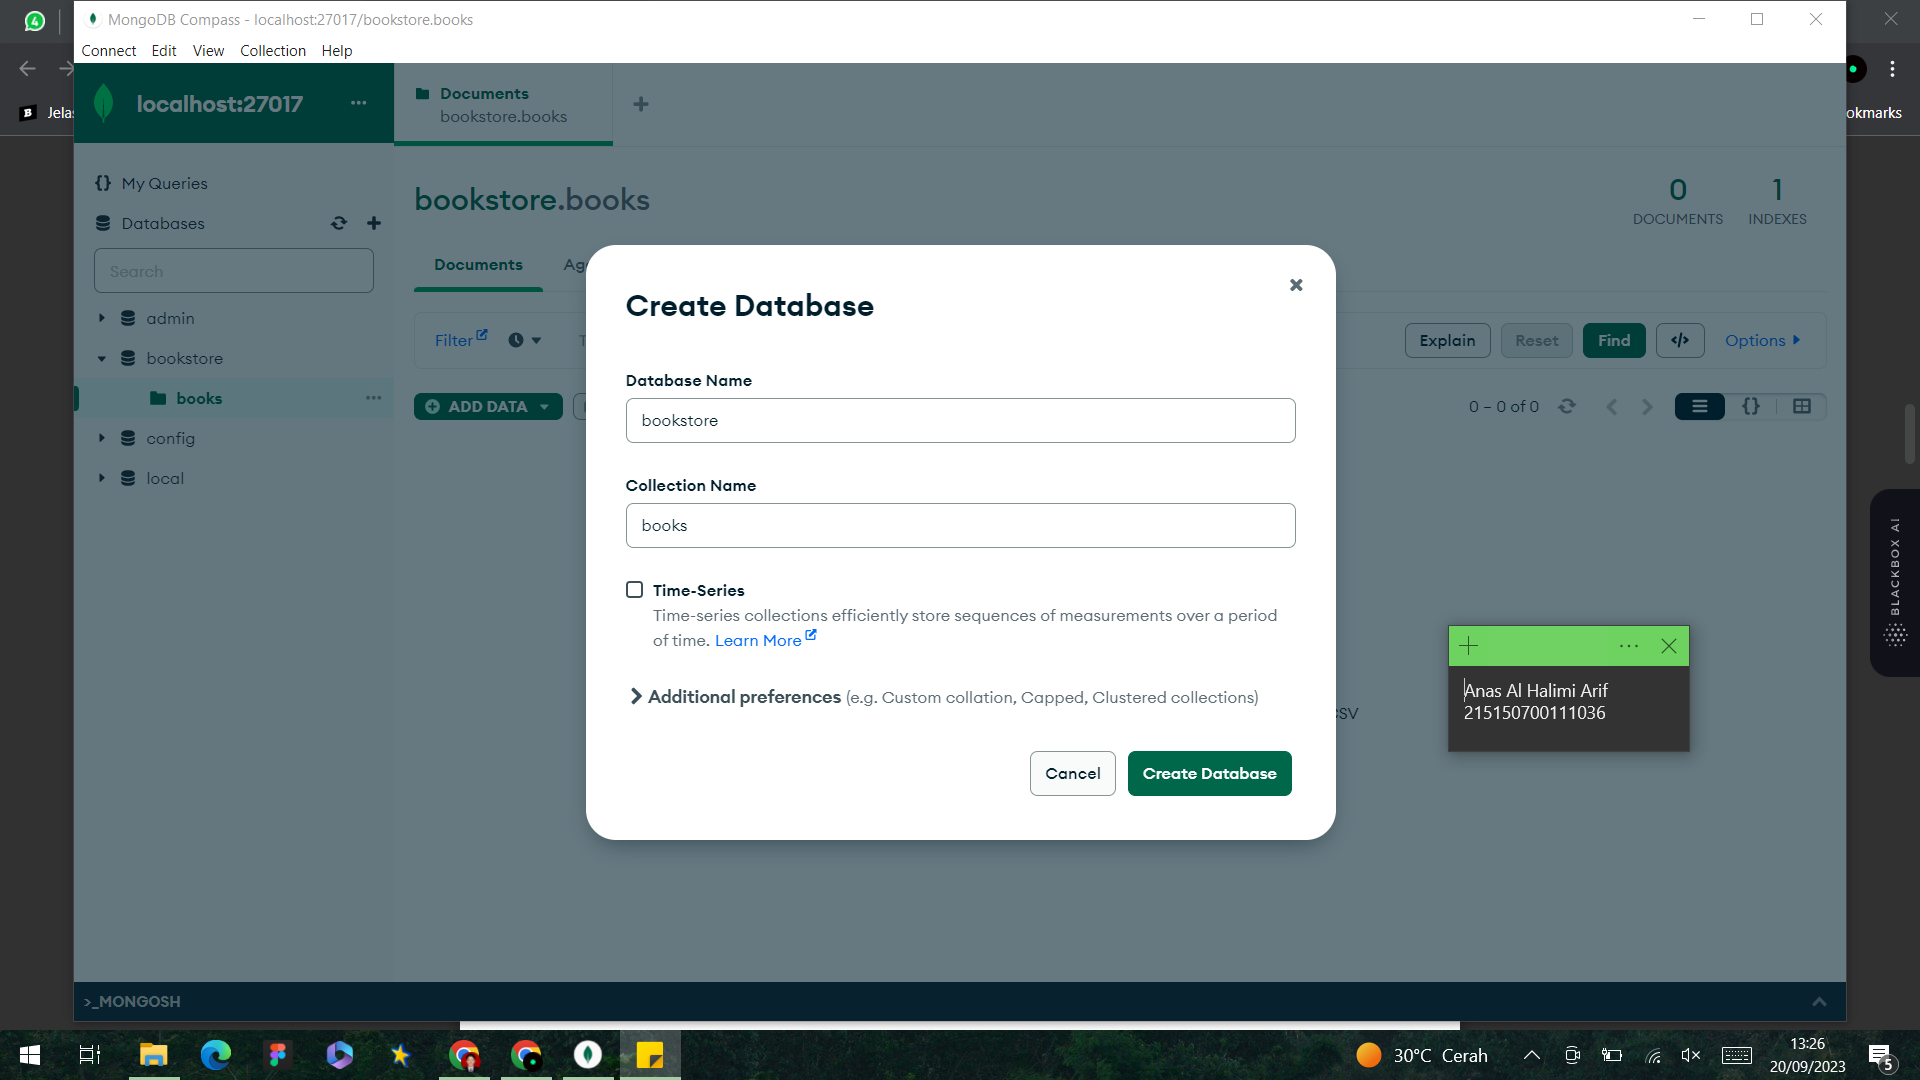 4
MongoDB Compass - localhost:27017/bookstore.books
Connect Edit View Collection Help
localhost:27017 ...
Documents
bookstore.books
B Jelas
okmarks
{} My Queries
Databases
Search
admin
bookstore
books ...
config
local
bookstore.books
0
DOCUMENTS
1
INDEXES
Documents Ag
Filter
T
Explain Reset Find </> Options
ADD DATA
0 – 0 of 0
{}
Create Database
Database Name
bookstore
Collection Name
books
Time-Series
Time-series collections efficiently store sequences of measurements over a period
of time. Learn More
Additional preferences (e.g. Custom collation, Capped, Clustered collections)
Cancel Create Database
CSV
Anas Al Halimi Arif
215150700111036
BLACKBOX AI
>_MONGOSH
30°C Cerah
13:26
20/09/2023
5